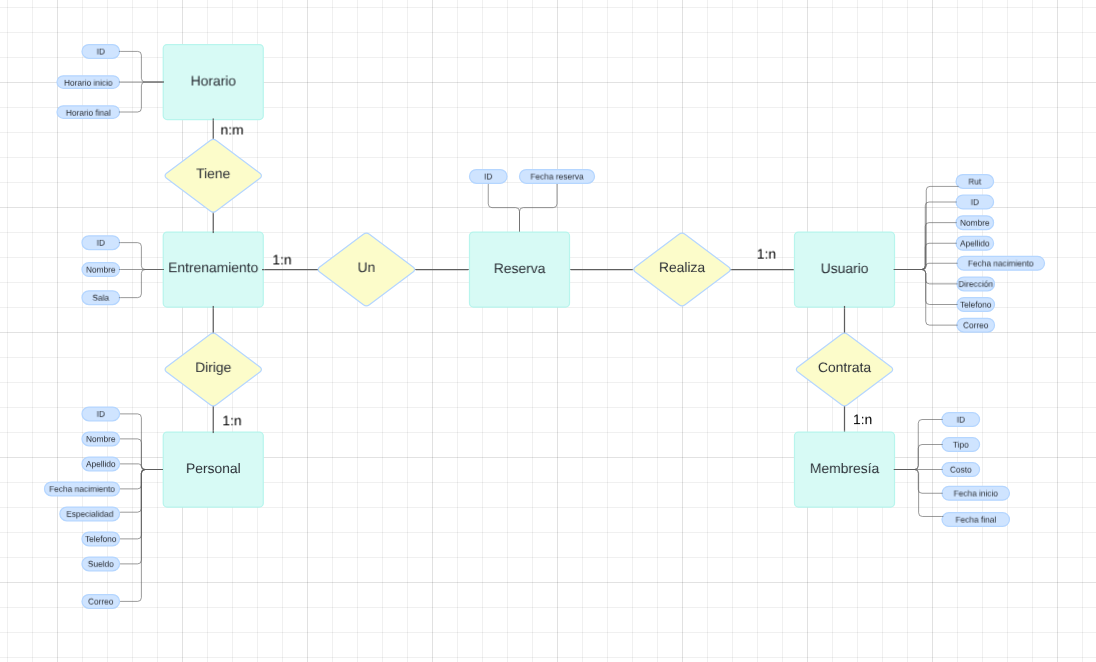 ID
Horario inicio
Horario final
Horario
n:m
Tiene
ID
Nombre
Sala
Entrenamiento
1:n
Un
ID
Fecha reserva
Reserva
Realiza
1:n
Usuario
Rut
ID
Nombre
Apellido
Fecha nacimiento
Dirección
Telefono
Correo
Dirige
1:n
Contrata
1:n
ID
Nombre
Apellido
Fecha nacimiento
Especialidad
Telefono
Sueldo
Correo
Personal
Membresía
ID
Tipo
Costo
Fecha inicio
Fecha final